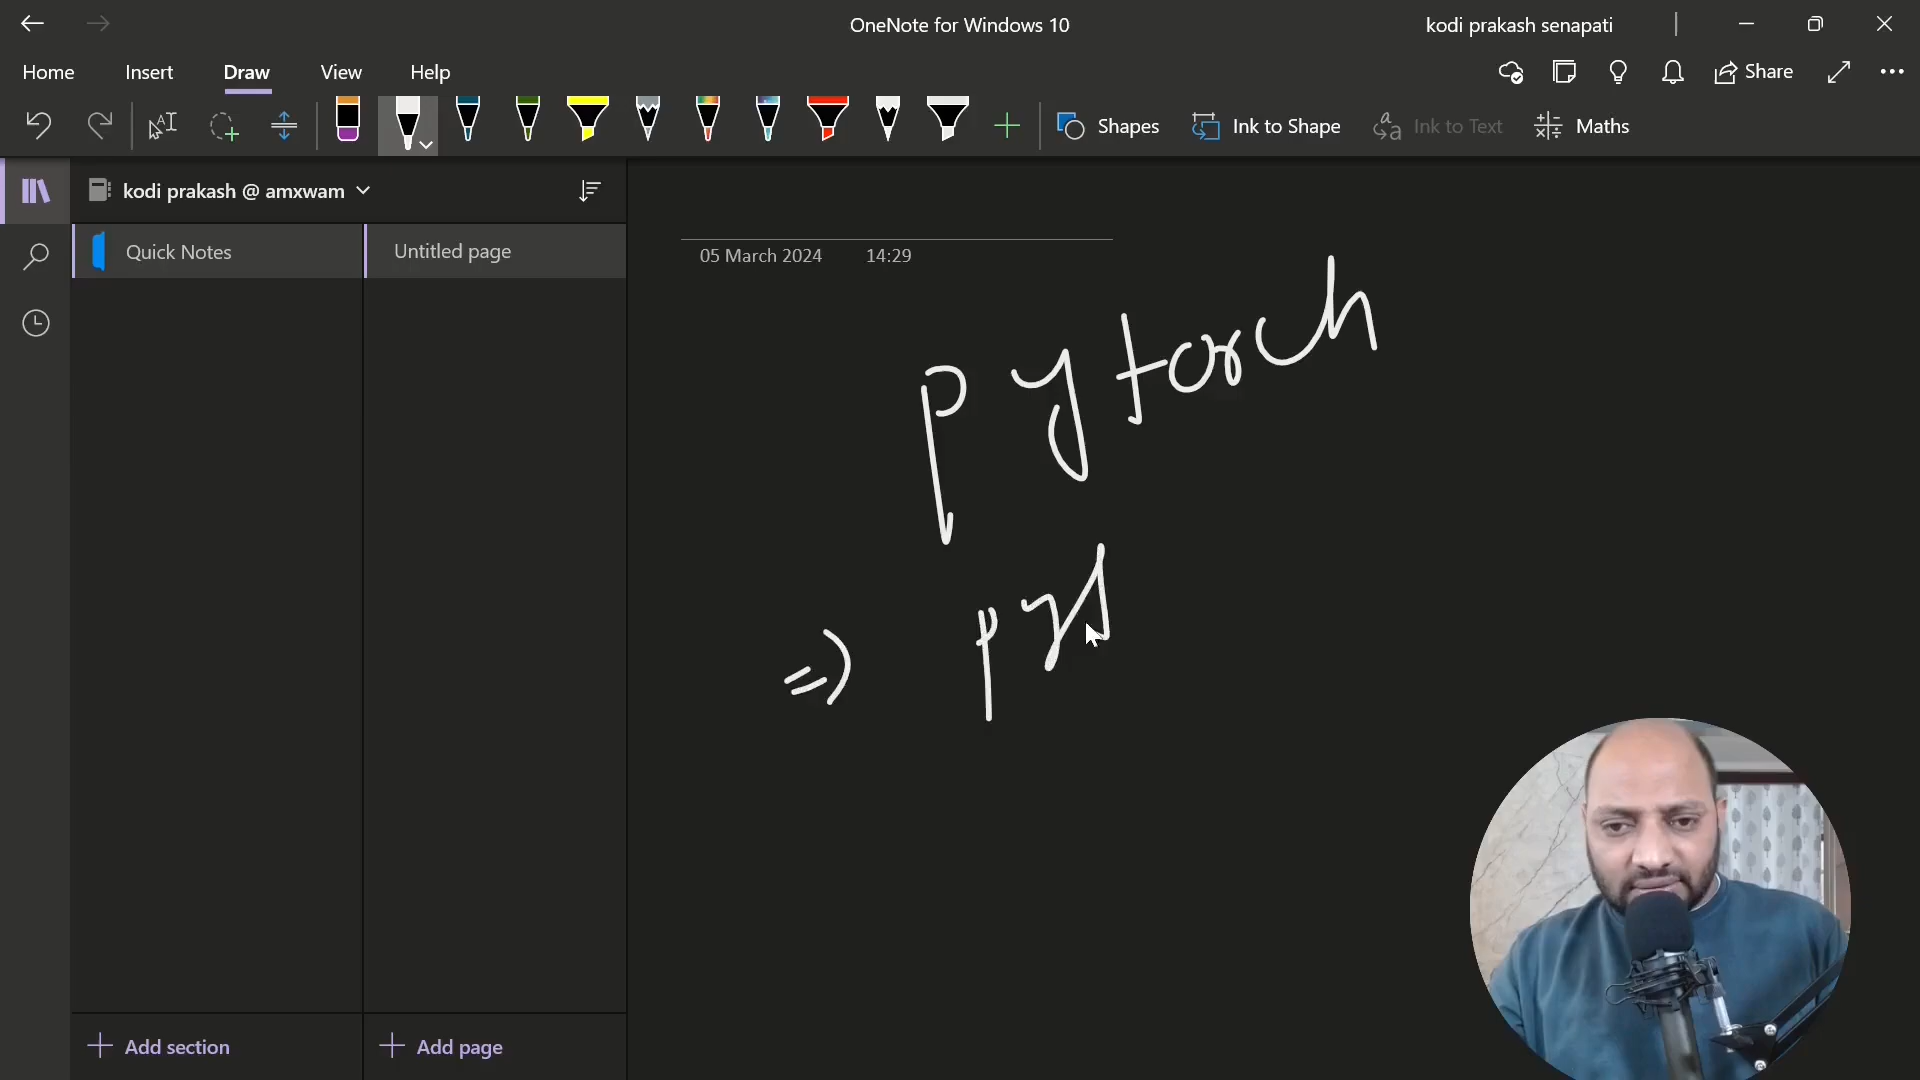 OneNote for Windows 10
kodi prakash senapati
Home Insert Draw View Help
Share
Shapes Ink to Shape Ink to Text Maths
kodi prakash @ amxwam
Quick Notes
Untitled page
05 March 2024 14:29
pytorch
=)
Add section
Add page